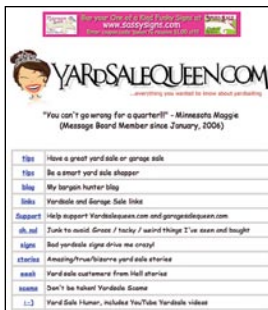 Buy your One of a Kind Funky Signs at
www.sassysigns.com
YARDSALEQUEEN.COM
...everything you wanted to know about yardsaling
"You can't go wrong for a quarter!!" - Minnesota Maggie
(Message Board Member since January, 2006)
tips Have a great yard sale or garage sale
tips Be a smart yard sale shopper
blog My bargain hunter blog
links Yardsale and Garage Sale links
Support Help support Yardsalequeen.com and garagesalequeen.com
oh no! Junk to avoid. Gross / tacky / weird things I've seen and bought
signs Bad yardsale signs drive me crazy!
stories Amazing/true/bizarre yard sale stories
Yard sale customers from Hell stories
scams Don't be taken! Yardsale Scams
:-) Yard Sale Humor, includes YouTube Yardsale videos